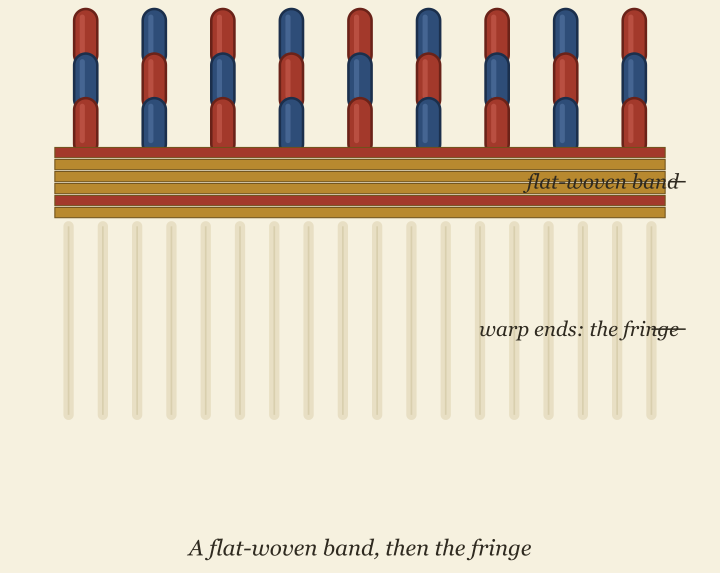 flat-woven band
warp ends: the fringe
A flat-woven band, then the fringe